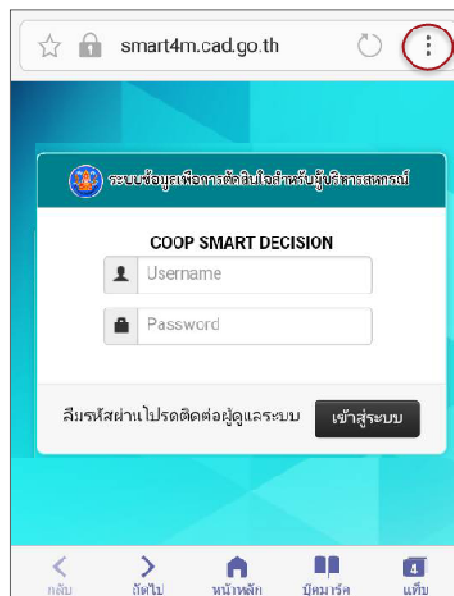 smart4m.cad.go.th
ระบบข้อมูลเพื่อการตัดสินใจสำหรับผู้บริหารสหกรณ์
COOP SMART DECISION
Username
Password
ลืมรหัสผ่านโปรดติดต่อผู้ดูแลระบบ เข้าสู่ระบบ
4
กลับ ถัดไป หน้าหลัก บุ๊คมาร์ค แท็บ